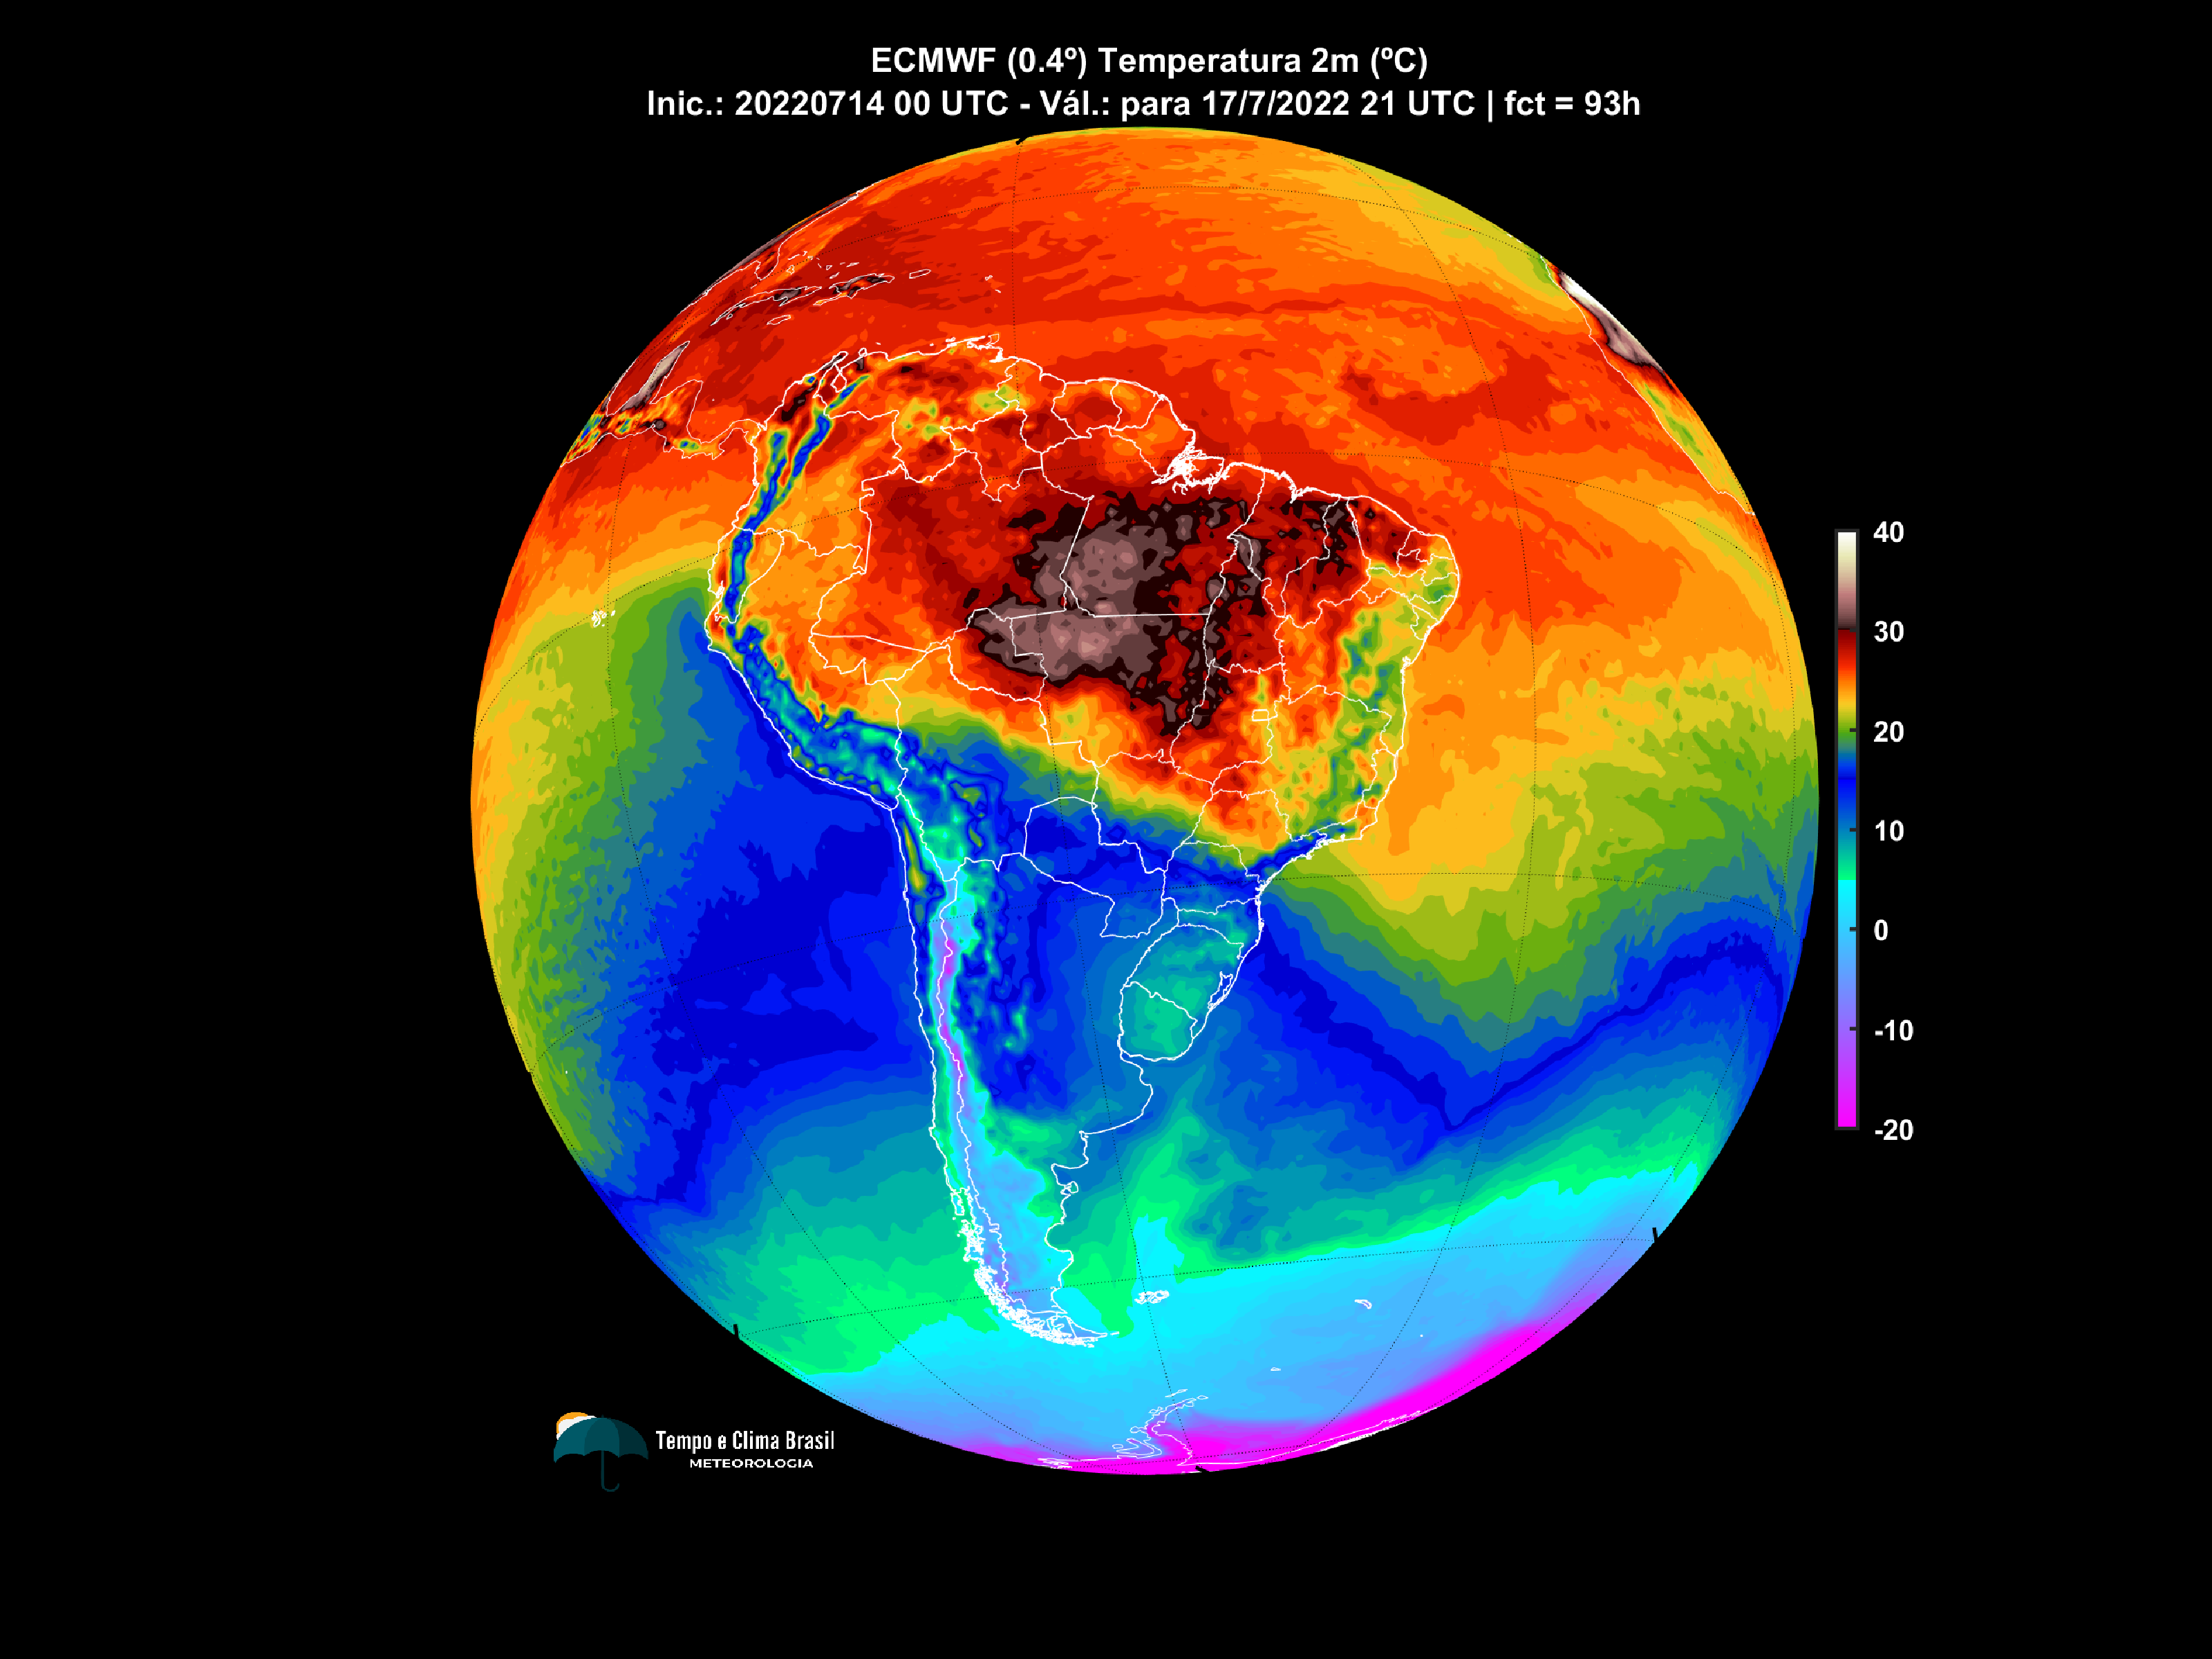 ECMWF (0.4º) Temperatura 2m (ºC)
Inic.: 20220714 00 UTC - Vál.: para 17/7/2022 21 UTC | fct = 93h
40
30
20
10
0
-10
-20
Tempo e Clima Brasil
METEOROLOGIA